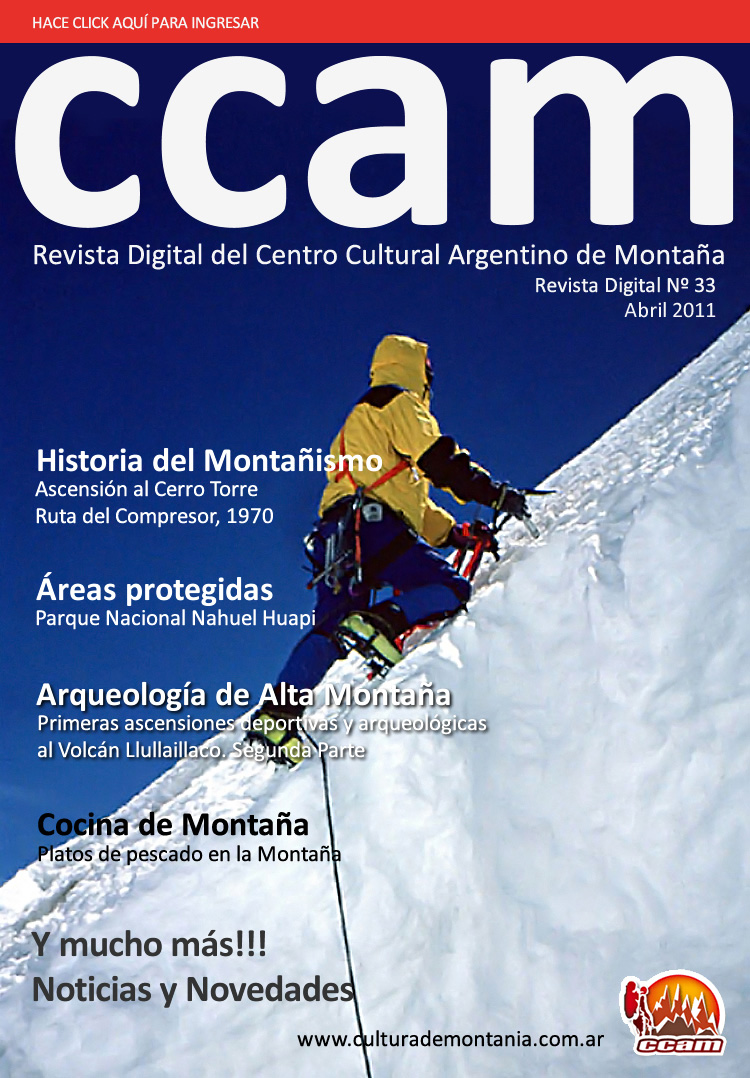 HACE CLICK AQUÍ PARA INGRESAR
ccam
Revista Digital del Centro Cultural Argentino de Montaña
Revista Digital Nº 33
Abril 2011
Historia del Montañismo
Ascensión al Cerro Torre
Ruta del Compresor, 1970
Áreas protegidas
Parque Nacional Nahuel Huapi
Arqueología de Alta Montaña
Primeras ascensiones deportivas y arqueológicas
al Volcán Llullaillaco. Segunda Parte
Cocina de Montaña
Platos de pescado en la Montaña
Y mucho más!!!
Noticias y Novedades
www.culturademontania.com.ar
ccam